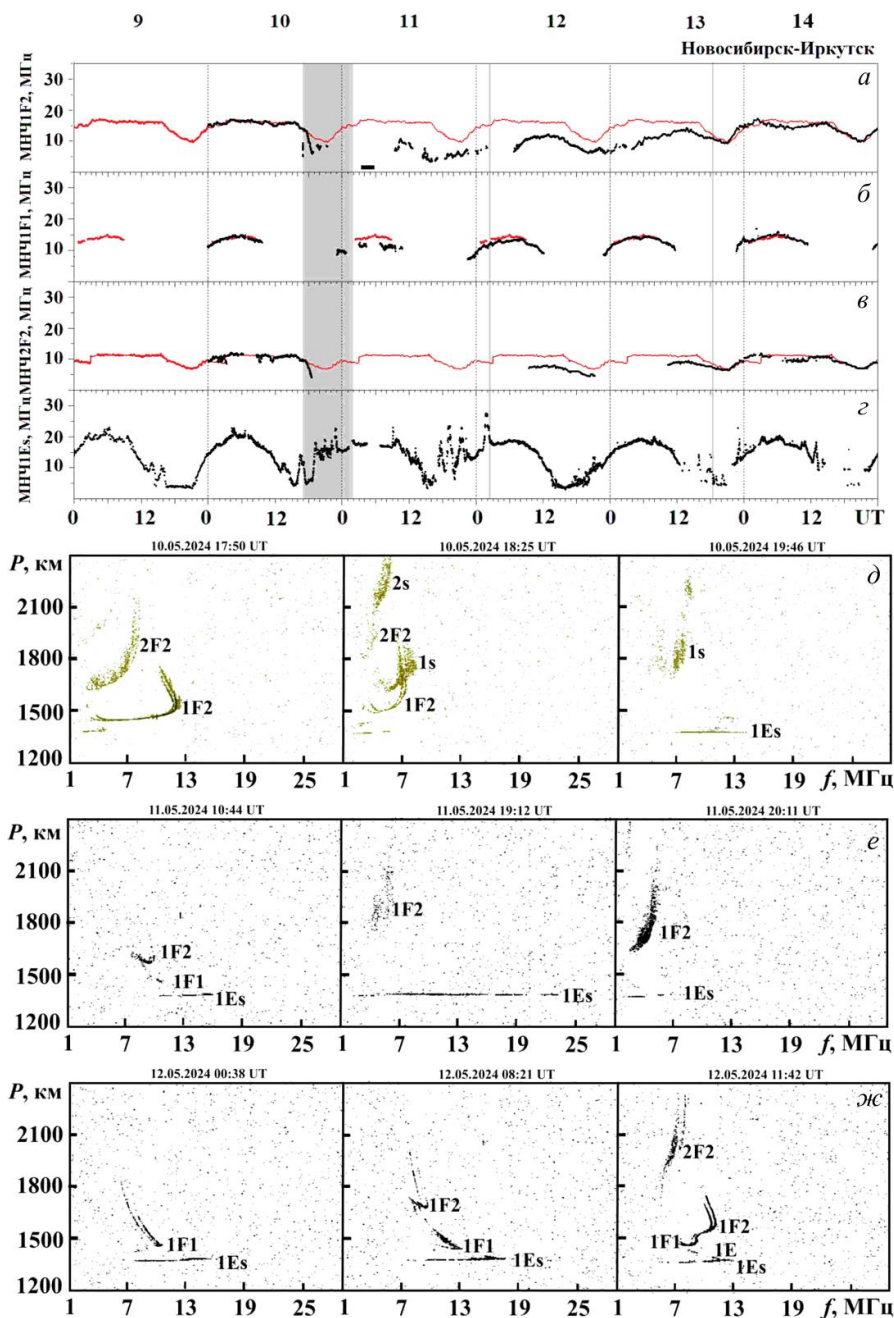 9 10 11 12 13 14
Новосибирск-Иркутск
МНЧ1F2, МГц 30 20 10 а
МНЧ1F1, МГц 30 20 10 б
МНЧ2F2, МГц 30 20 10 в
МНЧ1Es, МГц 30 20 10 г
0 12 0 12 0 12 0 12 0 12 0 12 UT
10.05.2024 17:50 UT 10.05.2024 18:25 UT 10.05.2024 19:46 UT
P, км д
2100 2s
2F2 2F2
1800 1s 1s
1500 1F2 1F2
1Es
1200
1 7 13 19 25 1 7 13 19 25 1 7 13 19 f, МГц
11.05.2024 10:44 UT 11.05.2024 19:12 UT 11.05.2024 20:11 UT
P, км е
2100
1800 1F2 1F2
1F2
1500 1F1
1Es 1Es 1Es
1200
1 7 13 19 25 1 7 13 19 25 1 7 13 19 f, МГц
12.05.2024 00:38 UT 12.05.2024 08:21 UT 12.05.2024 11:42 UT
P, км ж
2100 2F2
1800
1F2 1F2
1500 1F1 1F1 1F1 1E
1Es 1Es 1Es
1200
1 7 13 19 25 1 7 13 19 25 1 7 13 19 f, МГц